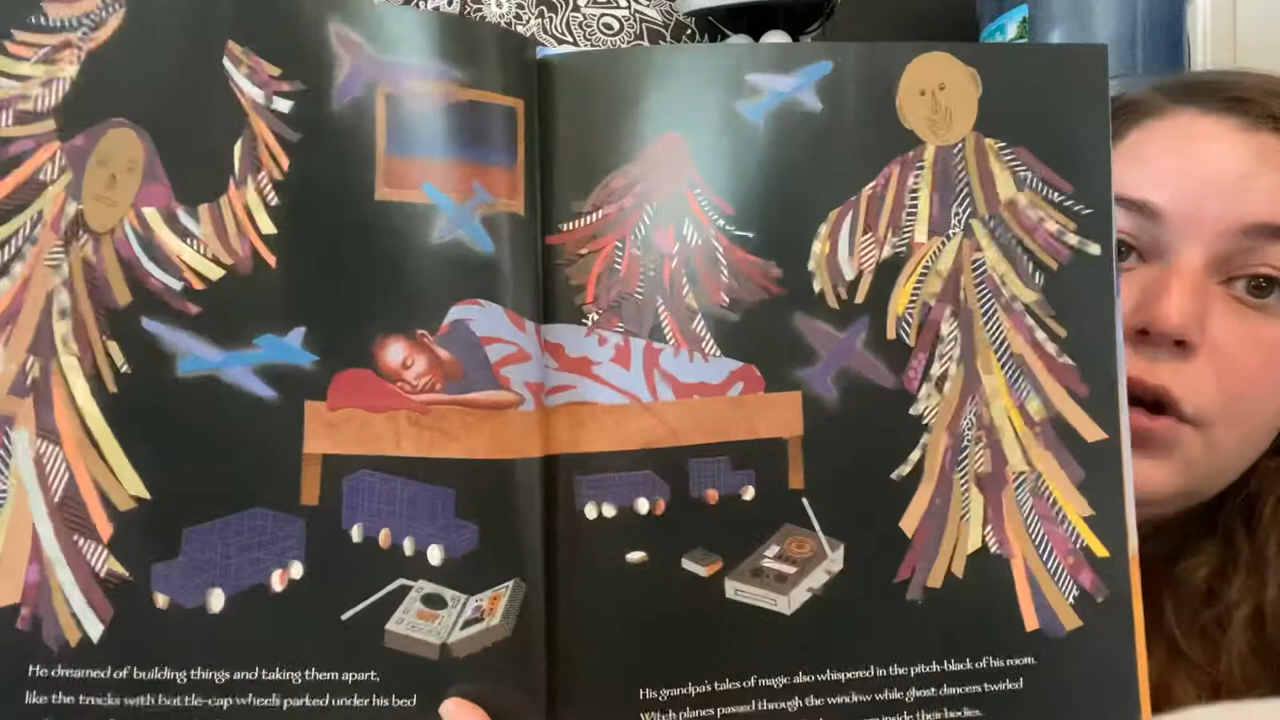 He dreamed of building things and taking them apart,
like the trucks with bottle-cap wheels parked under his bed
His grandpa's tales of magic also whispered in the pitch-black of his room.
Witch planes passed through the window while ghost dancers twirled
inside their bodies.